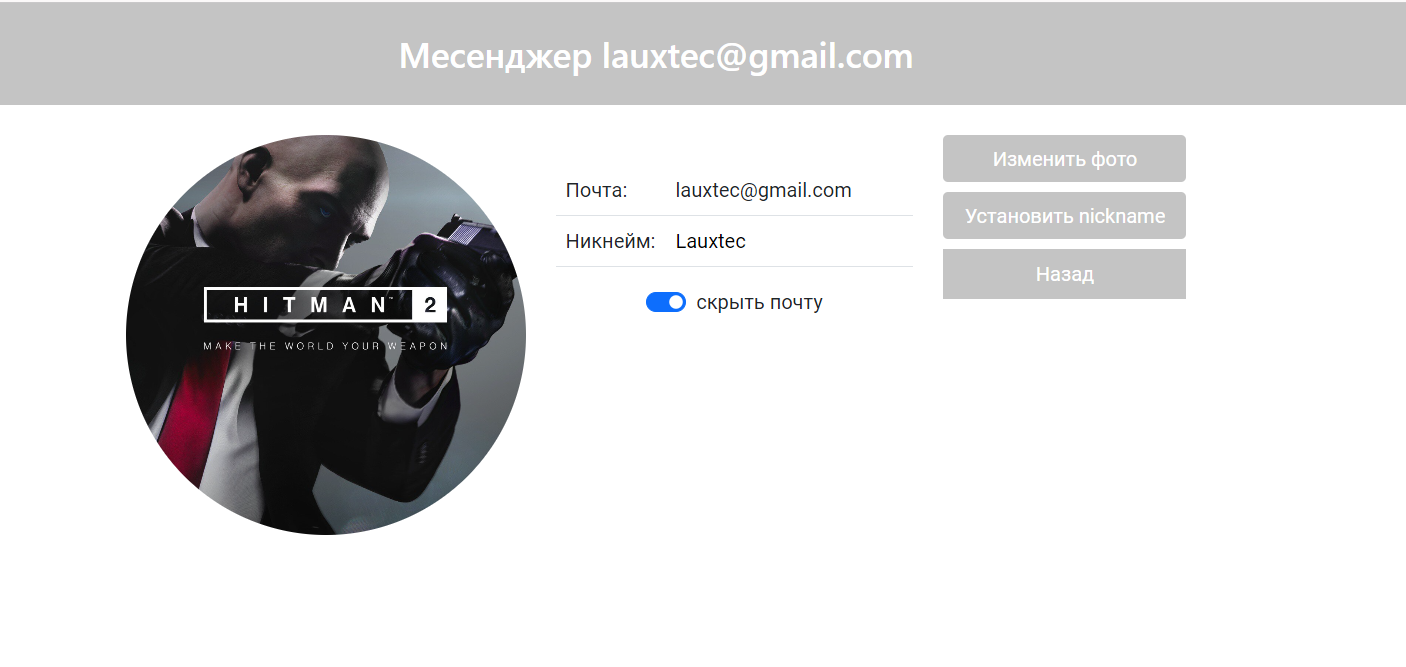 Месенджер lauxtec@gmail.com
HITMAN™ 2
MAKE THE WORLD YOUR WEAPON
Почта: lauxtec@gmail.com
Никнейм: Lauxtec
скрыть почту
Изменить фото
Установить nickname
Назад